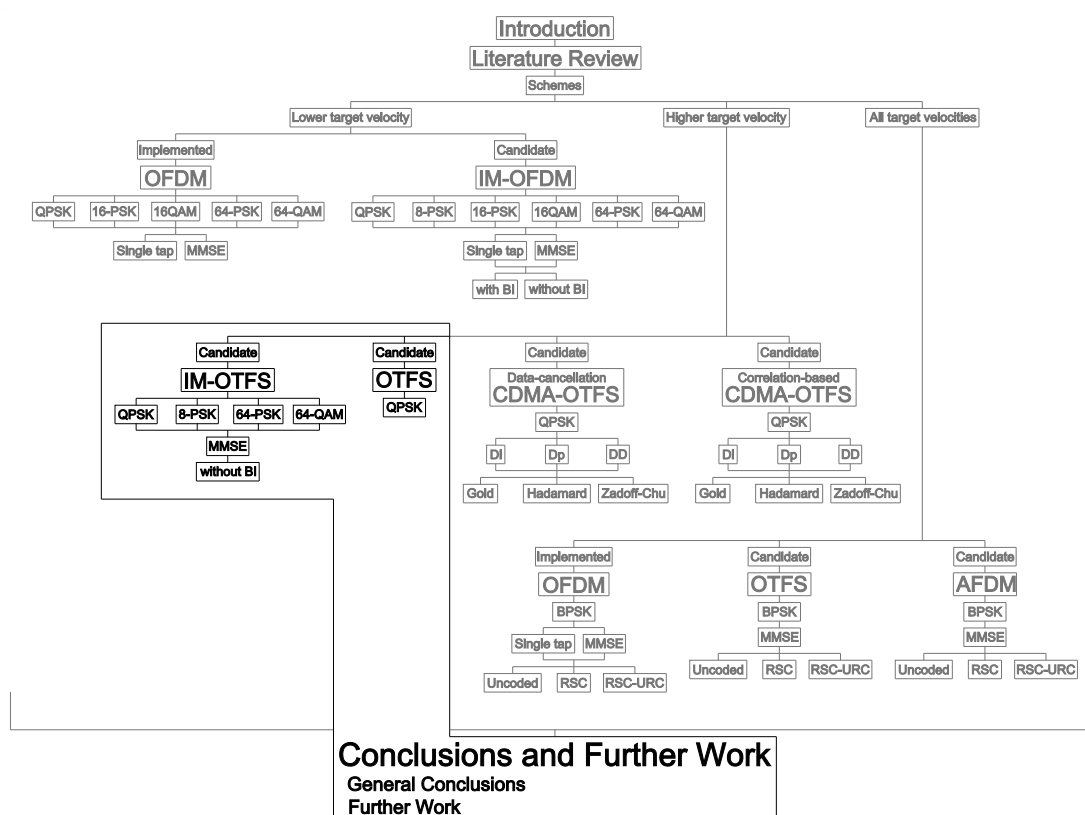 Introduction
Literature Review
Schemes
Lower target velocity Higher target velocity All target velocities
Implemented Candidate
OFDM IM-OFDM
QPSK 16-PSK 16QAM 64-PSK 64-QAM QPSK 8-PSK 16-PSK 16QAM 64-PSK 64-QAM
Single tap MMSE Single tap MMSE
with BI without BI
Candidate Candidate Candidate Candidate
IM-OTFS OTFS Data-cancellation Correlation-based
CDMA-OTFS CDMA-OTFS
QPSK 8-PSK 64-PSK 64-QAM QPSK QPSK QPSK
MMSE DI Dp DD DI Dp DD
without BI
Gold Hadamard Zadoff-Chu Gold Hadamard Zadoff-Chu
Implemented Candidate Candidate
OFDM OTFS AFDM
BPSK BPSK BPSK
Single tap MMSE MMSE MMSE
Uncoded RSC RSC-URC Uncoded RSC RSC-URC Uncoded RSC RSC-URC
Conclusions and Further Work
General Conclusions
Further Work